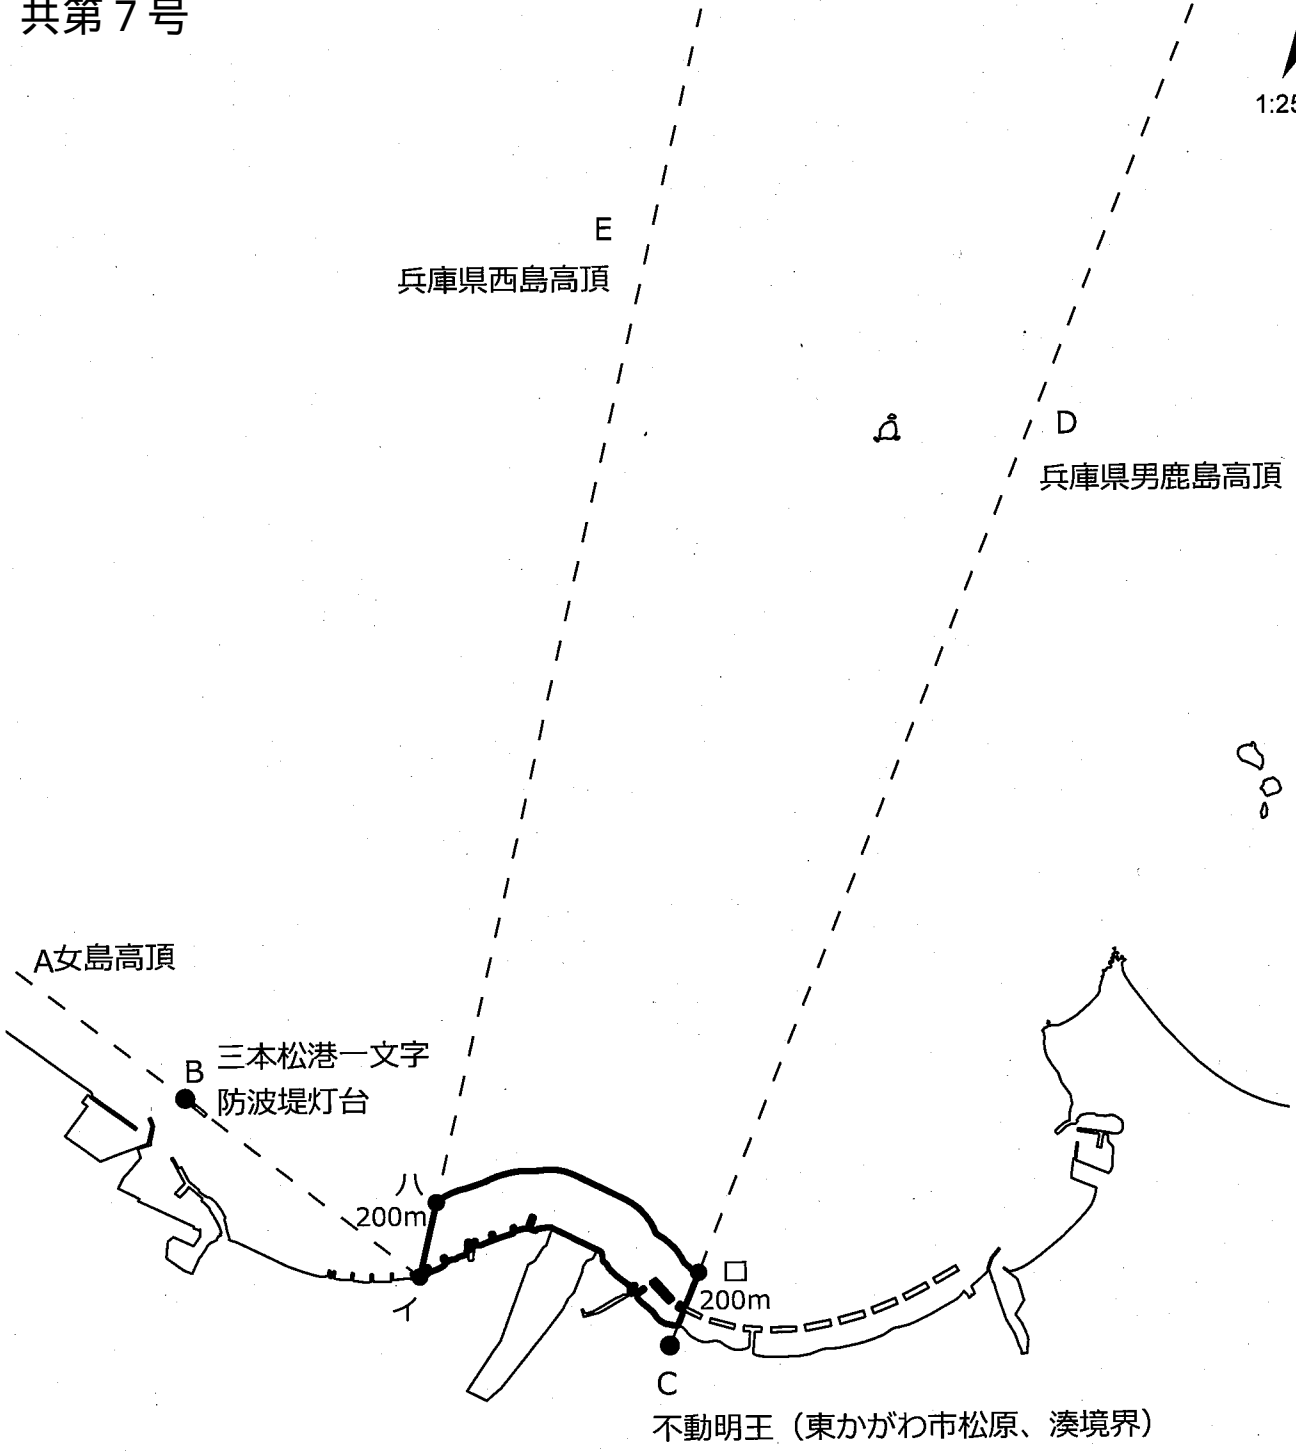 共第７号
1:25
E
兵庫県西島高頂
D
兵庫県男鹿島高頂
A女島高頂
B 三本松港一文字
防波堤灯台
ハ
200m
イ
ロ
200m
C
不動明王（東かがわ市松原、湊境界）